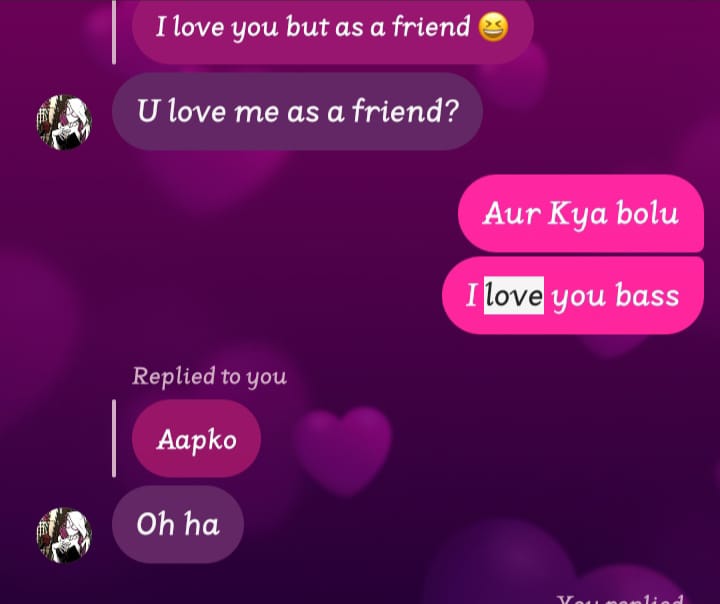 I love you but as a friend 😆
U love me as a friend?
Aur Kya bolu
I love you bass
Replied to you
Aapko
Oh ha
You replied